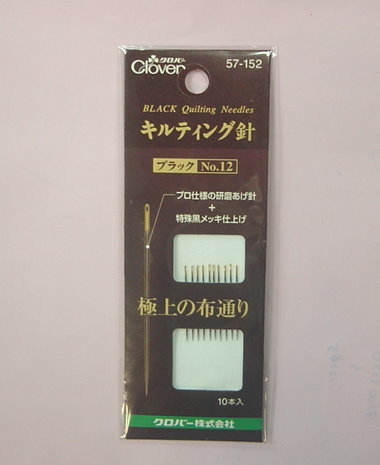 クロバー
Clover
57-152
BLACK Quilting Needles
キルティング針
ブラック No.12
プロ仕様の研磨あげ針
+
特殊黒メッキ仕上げ
極上の布通り
10本入
クロバー株式会社